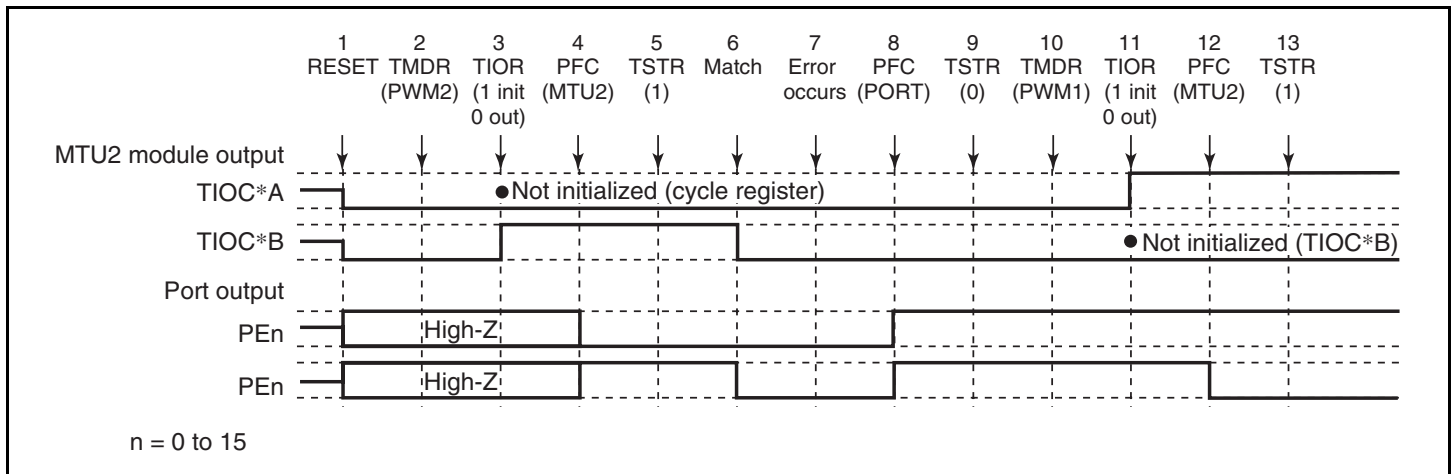 1 2 3 4 5 6 7 8 9 10 11 12 13
RESET TMDR TIOR PFC TSTR Match Error PFC TSTR TMDR TIOR PFC TSTR
(PWM2) (1 init (MTU2) (1) occurs (PORT) (0) (PWM1) (1 init (MTU2) (1)
0 out) 0 out)
MTU2 module output
TIOC*A ●Not initialized (cycle register)
TIOC*B ● Not initialized (TIOC*B)
Port output
PEn High-Z
PEn High-Z
n = 0 to 15